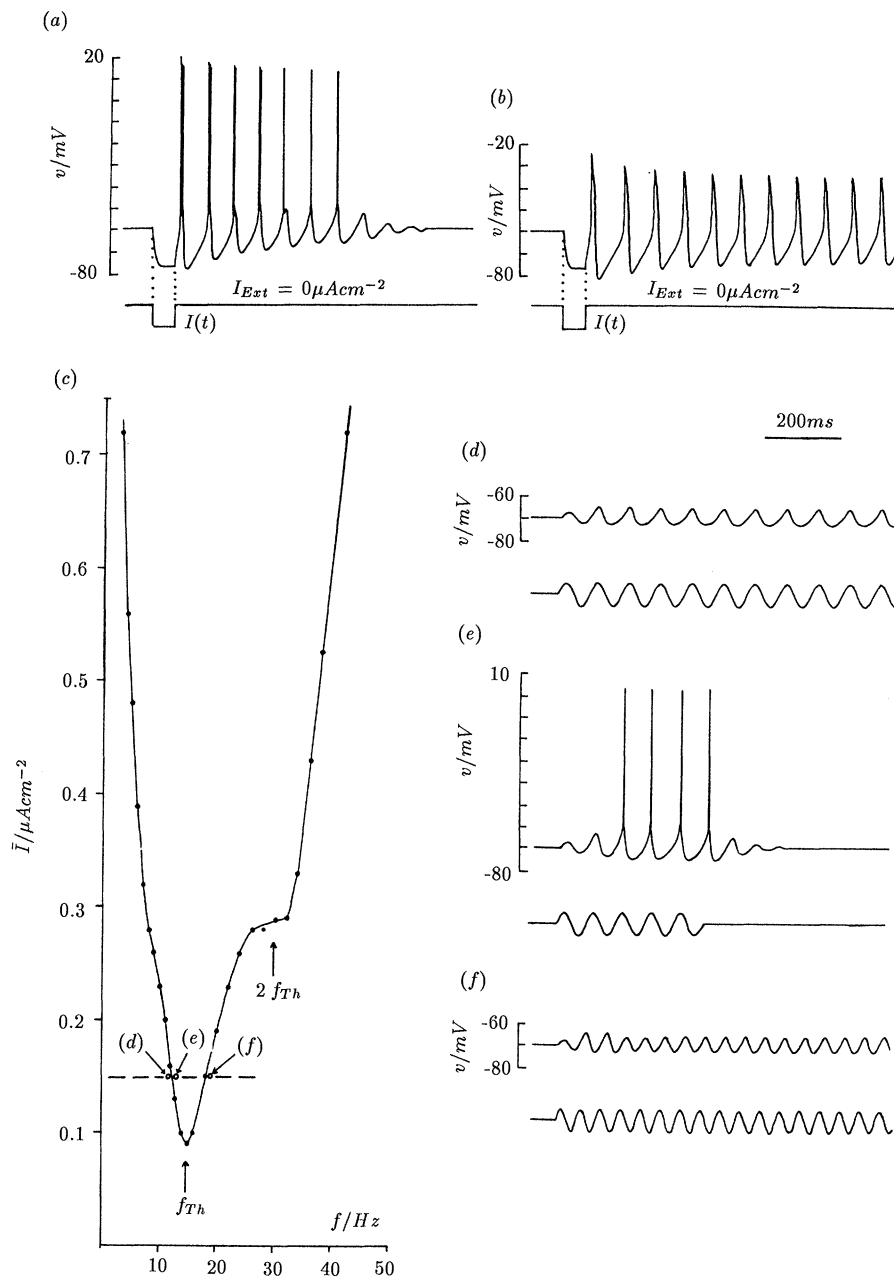 (a)
20
v/mV
-80
I_Ext = 0μAcm⁻²
I(t)
(b)
-20
v/mV
-80
I_Ext = 0μAcm⁻²
I(t)
(c)
0.7
0.6
0.5
0.4
0.3
0.2
0.1
Ī/μAcm⁻²
2 f_Th
(d)
(e)
(f)
f_Th
f/Hz
10
20
30
40
50
200ms
(d)
-60
v/mV
-80
(e)
10
v/mV
-80
(f)
-60
v/mV
-80